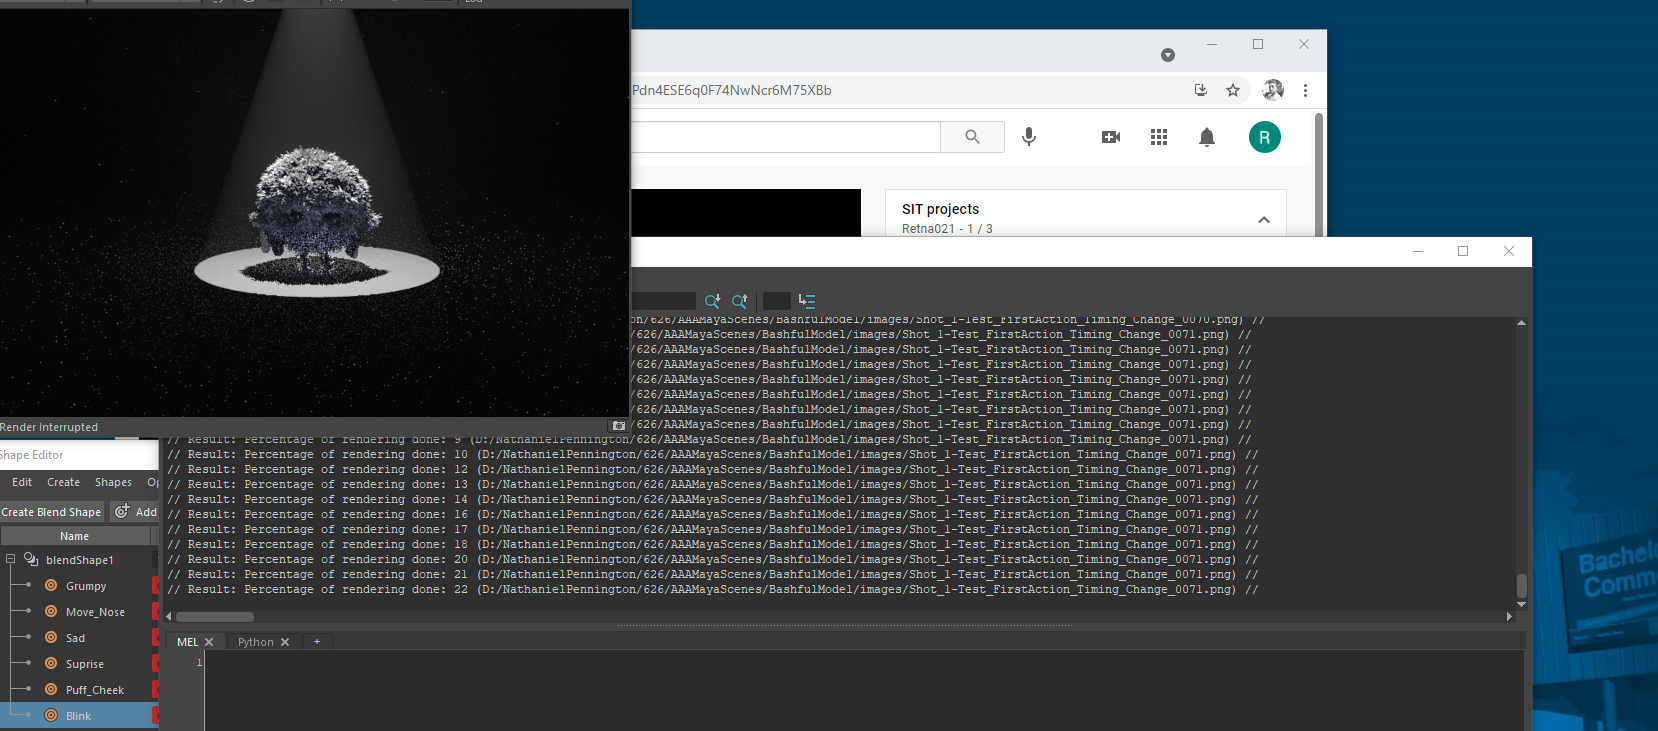 Pdn4ESE6q0F74NwNcr6M75XBb
R
SIT projects
Retna021 - 1 / 3
on/626/AAAMayaScenes/BashfulModel/images/Shot_1-Test_FirstAction_Timing_Change_0070.png) //
/626/AAAMayaScenes/BashfulModel/images/Shot_1-Test_FirstAction_Timing_Change_0071.png) //
/626/AAAMayaScenes/BashfulModel/images/Shot_1-Test_FirstAction_Timing_Change_0071.png) //
/626/AAAMayaScenes/BashfulModel/images/Shot_1-Test_FirstAction_Timing_Change_0071.png) //
/626/AAAMayaScenes/BashfulModel/images/Shot_1-Test_FirstAction_Timing_Change_0071.png) //
/626/AAAMayaScenes/BashfulModel/images/Shot_1-Test_FirstAction_Timing_Change_0071.png) //
/626/AAAMayaScenes/BashfulModel/images/Shot_1-Test_FirstAction_Timing_Change_0071.png) //
/626/AAAMayaScenes/BashfulModel/images/Shot_1-Test_FirstAction_Timing_Change_0071.png) //
Render Interrupted
// Result: Percentage of rendering done: 9 (D:/NathanielPennington/626/AAAMayaScenes/BashfulModel/images/Shot_1-Test_FirstAction_Timing_Change_0071.png) //
// Result: Percentage of rendering done: 10 (D:/NathanielPennington/626/AAAMayaScenes/BashfulModel/images/Shot_1-Test_FirstAction_Timing_Change_0071.png) //
// Result: Percentage of rendering done: 12 (D:/NathanielPennington/626/AAAMayaScenes/BashfulModel/images/Shot_1-Test_FirstAction_Timing_Change_0071.png) //
// Result: Percentage of rendering done: 13 (D:/NathanielPennington/626/AAAMayaScenes/BashfulModel/images/Shot_1-Test_FirstAction_Timing_Change_0071.png) //
// Result: Percentage of rendering done: 14 (D:/NathanielPennington/626/AAAMayaScenes/BashfulModel/images/Shot_1-Test_FirstAction_Timing_Change_0071.png) //
// Result: Percentage of rendering done: 16 (D:/NathanielPennington/626/AAAMayaScenes/BashfulModel/images/Shot_1-Test_FirstAction_Timing_Change_0071.png) //
// Result: Percentage of rendering done: 17 (D:/NathanielPennington/626/AAAMayaScenes/BashfulModel/images/Shot_1-Test_FirstAction_Timing_Change_0071.png) //
// Result: Percentage of rendering done: 18 (D:/NathanielPennington/626/AAAMayaScenes/BashfulModel/images/Shot_1-Test_FirstAction_Timing_Change_0071.png) //
// Result: Percentage of rendering done: 20 (D:/NathanielPennington/626/AAAMayaScenes/BashfulModel/images/Shot_1-Test_FirstAction_Timing_Change_0071.png) //
// Result: Percentage of rendering done: 21 (D:/NathanielPennington/626/AAAMayaScenes/BashfulModel/images/Shot_1-Test_FirstAction_Timing_Change_0071.png) //
// Result: Percentage of rendering done: 22 (D:/NathanielPennington/626/AAAMayaScenes/BashfulModel/images/Shot_1-Test_FirstAction_Timing_Change_0071.png) //
MEL Python +
1
Shape Editor
Edit Create Shapes Op
Create Blend Shape Add
Name
blendShape1
Grumpy
Move_Nose
Sad
Suprise
Puff_Cheek
Blink
Bachel
Comm